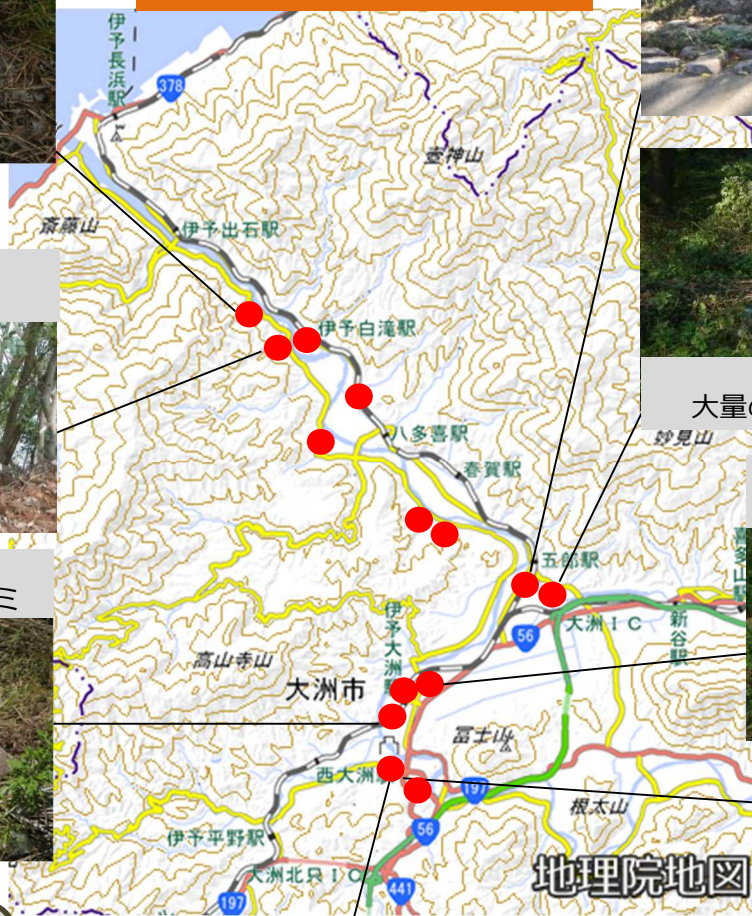 伊予長浜駅
378
壺神山
斎藤山
伊予出石駅
伊予白滝駅
大量の
八多喜駅
妙見山
春賀駅
五郎駅
喜多山駅
ミ
伊予大洲駅
大洲IC
新谷駅
56
高山寺山
大洲市
冨士山
西大洲駅
197
根太山
伊予平野駅
56
大洲北只IC
441
197
地理院地図